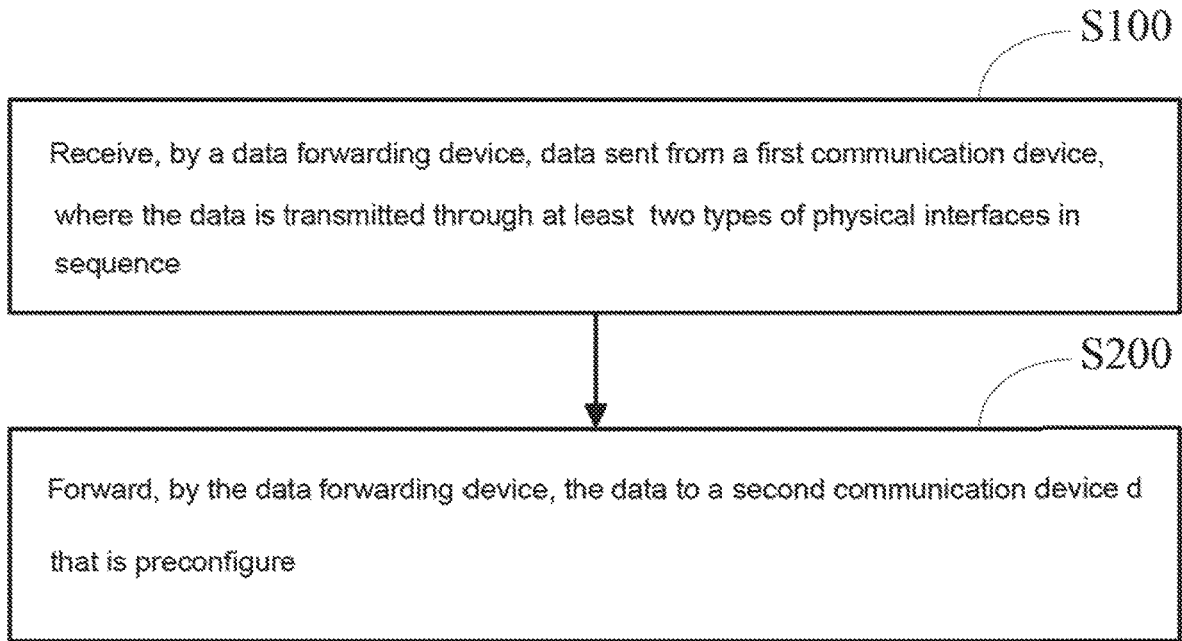 S100
Receive, by a data forwarding device, data sent from a first communication device,
where the data is transmitted through at least two types of physical interfaces in
sequence
S200
Forward, by the data forwarding device, the data to a second communication device d
that is preconfigure